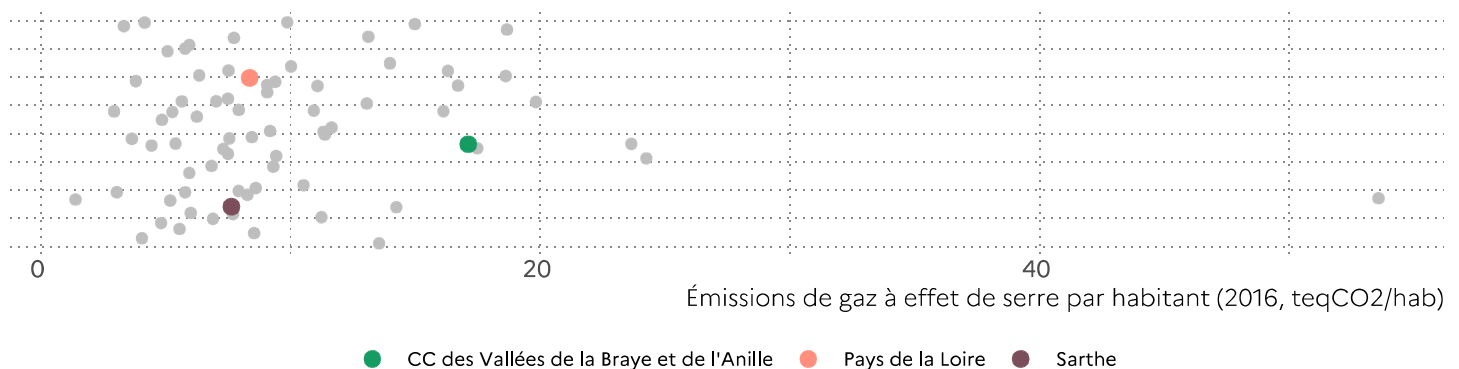 0 20 40
Émissions de gaz à effet de serre par habitant (2016, teqCO2/hab)
CC des Vallées de la Braye et de l'Anille Pays de la Loire Sarthe